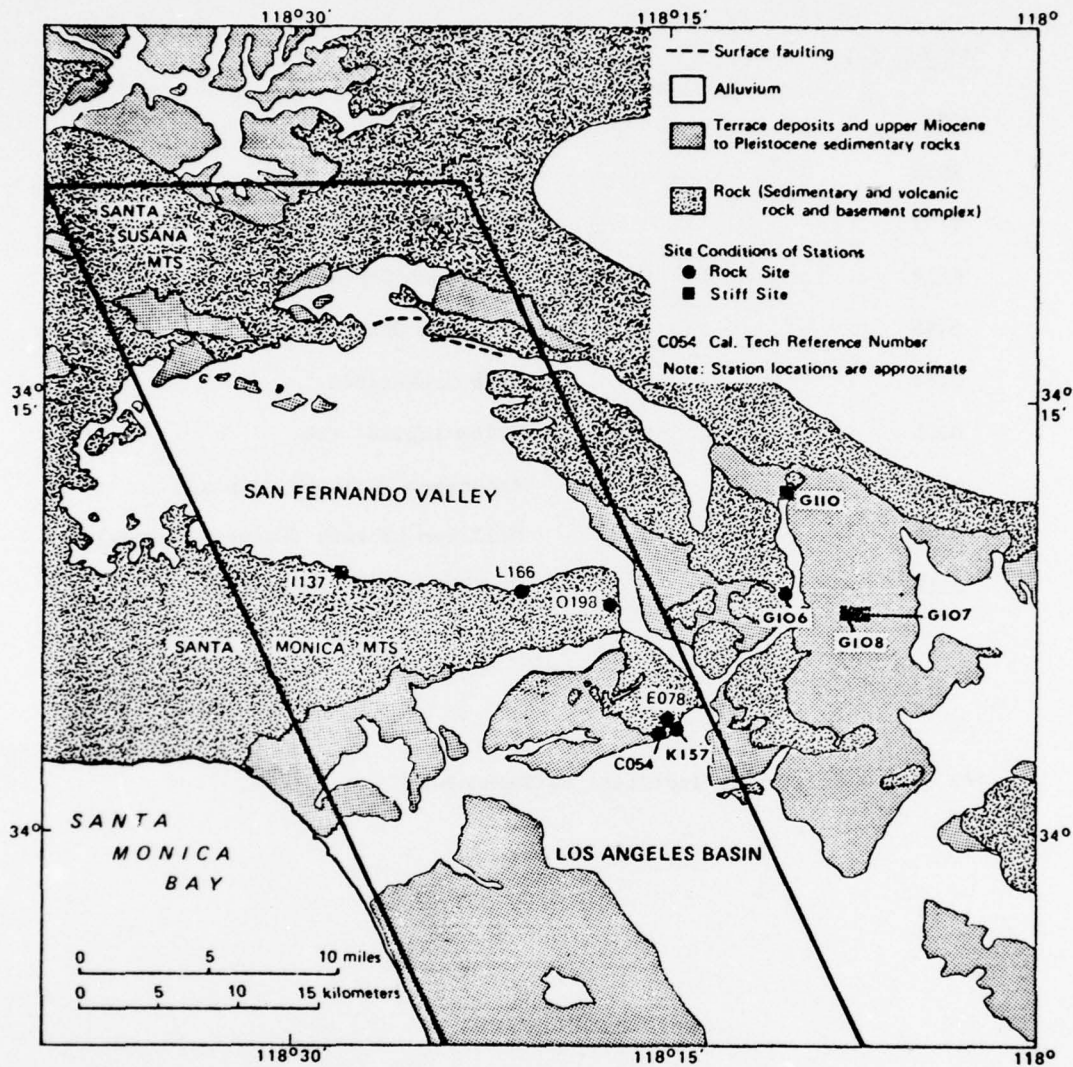 118°30' 118°15' 118°
---- Surface faulting
Alluvium
Terrace deposits and upper Miocene
to Pleistocene sedimentary rocks
Rock (Sedimentary and volcanic
rock and basement complex)
Site Conditions of Stations
Rock Site
Stiff Site
C054 Cal. Tech Reference Number
Note: Station locations are approximate
SANTA
SUSANA
MTS
34°
15'
34°
15'
SAN FERNANDO VALLEY
G110
I137
L166
O198
G106
G107
G108
SANTA MONICA MTS
E078
C054
K157
34°
34°
SANTA
MONICA
BAY
LOS ANGELES BASIN
0 5 10 miles
0 5 10 15 kilometers
118°30' 118°15' 118°